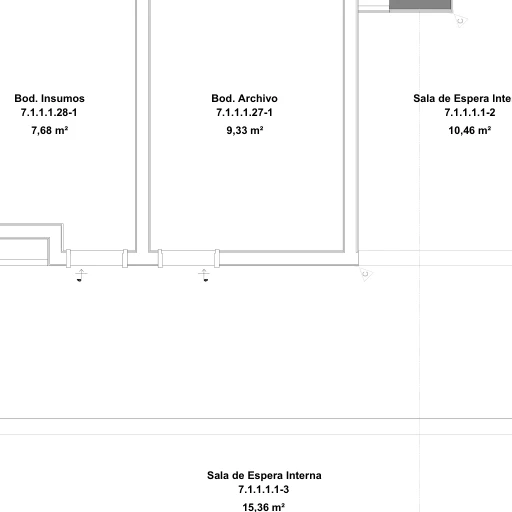 Bod. Insumos
7.1.1.1.28-1
7,68 m²
Bod. Archivo
7.1.1.1.27-1
9,33 m²
Sala de Espera Inte
7.1.1.1.1-2
10,46 m²
Sala de Espera Interna
7.1.1.1.1-3
15,36 m²